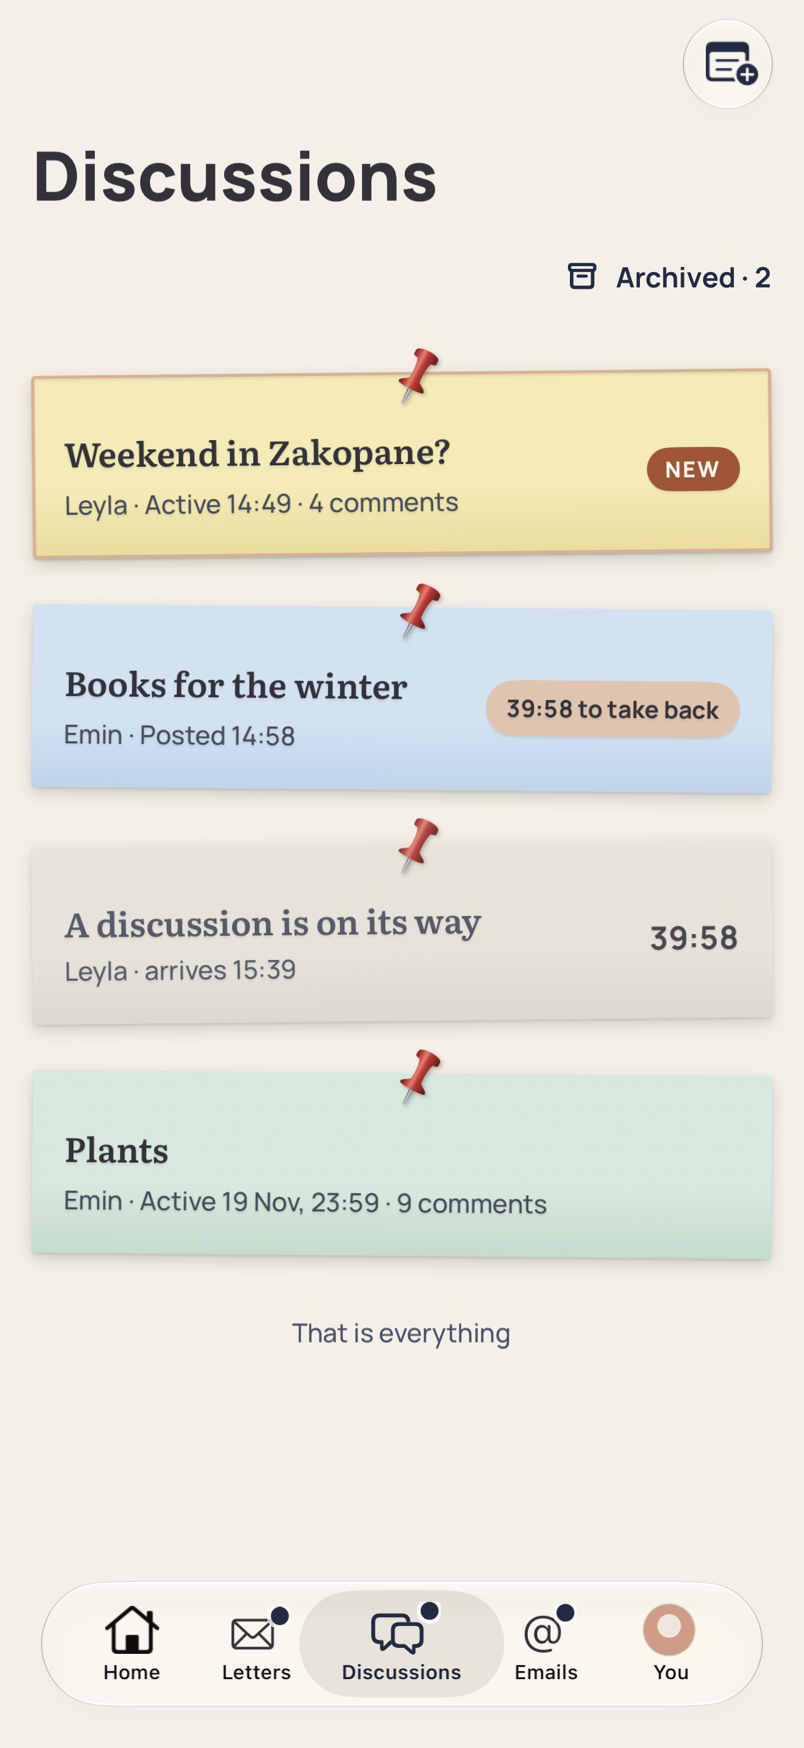 Discussions
Archived · 2
Weekend in Zakopane?
NEW
Leyla · Active 14:49 · 4 comments
Books for the winter
39:58 to take back
Emin · Posted 14:58
A discussion is on its way
39:58
Leyla · arrives 15:39
Plants
Emin · Active 19 Nov, 23:59 · 9 comments
That is everything
Home
Letters
Discussions
@
Emails
You